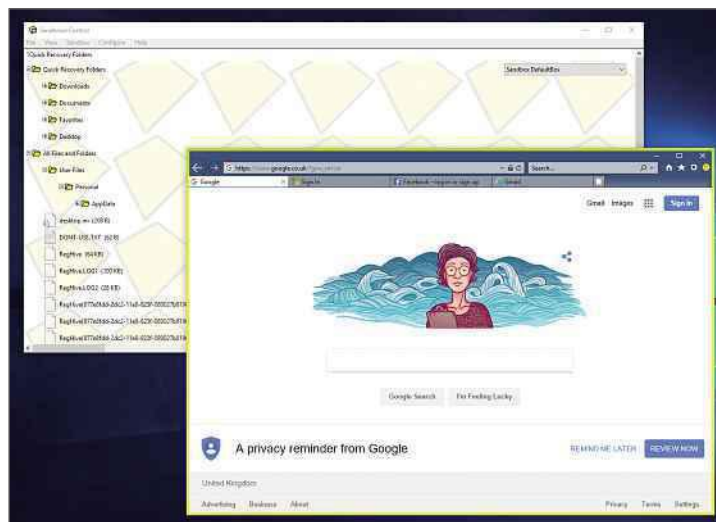 Sandboxie Control
File View Sandbox Configure Help
Quick Recovery Folders
Quick Recovery Folders
Sandbox DefaultBox
Downloads
Documents
Favorites
Desktop
All Files and Folders
User Files
Personal
AppData
desktop.ini
DONT-USE.TXT
RegHive (64 KB)
RegHive.LOG1
RegHive.LOG2
google.co.uk
Search...
Google
Sign In
Facebook – log in or sign up
Gmail
Gmail Images
Sign in
Google Search I'm Feeling Lucky
A privacy reminder from Google
REMIND ME LATER REVIEW NOW
United Kingdom
Advertising Business About
Privacy Terms Settings